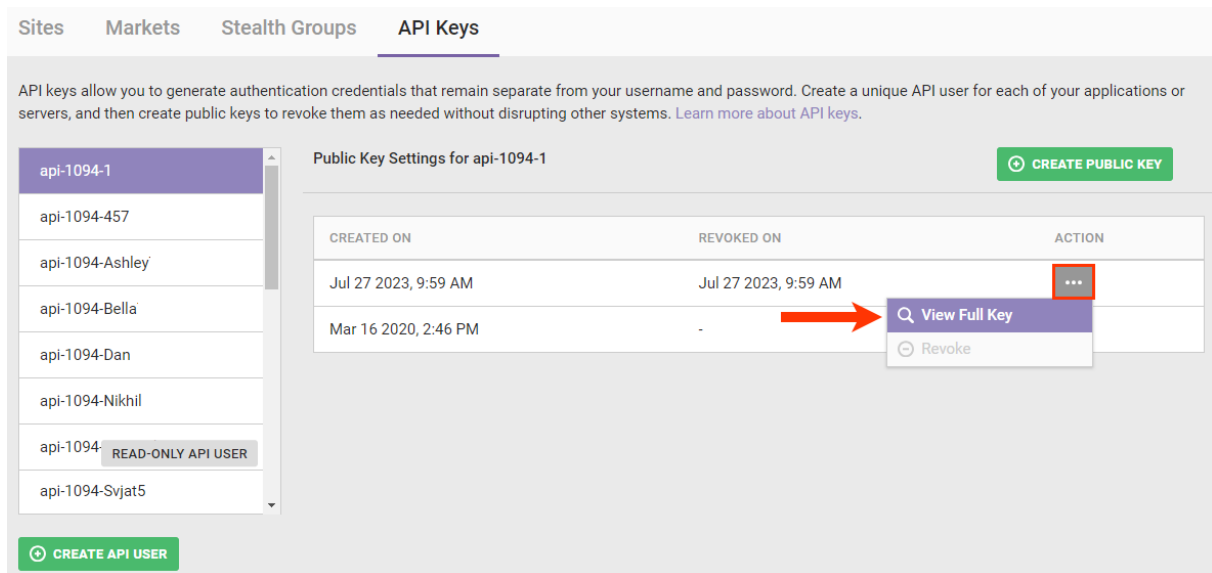 Sites Markets Stealth Groups API Keys
API keys allow you to generate authentication credentials that remain separate from your username and password. Create a unique API user for each of your applications or
servers, and then create public keys to revoke them as needed without disrupting other systems. Learn more about API keys.
api-1094-1
api-1094-457
api-1094-Ashley
api-1094-Bella
api-1094-Dan
api-1094-Nikhil
api-1094-
READ-ONLY API USER
api-1094-Svjat5
CREATE API USER
Public Key Settings for api-1094-1
CREATE PUBLIC KEY
CREATED ON REVOKED ON ACTION
Jul 27 2023, 9:59 AM Jul 27 2023, 9:59 AM ...
Mar 16 2020, 2:46 PM -
View Full Key
Revoke